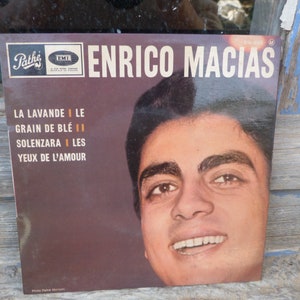 Pathé
EMI
ENRICO MACIAS
LA LAVANDE I LE
GRAIN DE BLÉ I I
SOLENZARA I LES
YEUX DE L'AMOUR